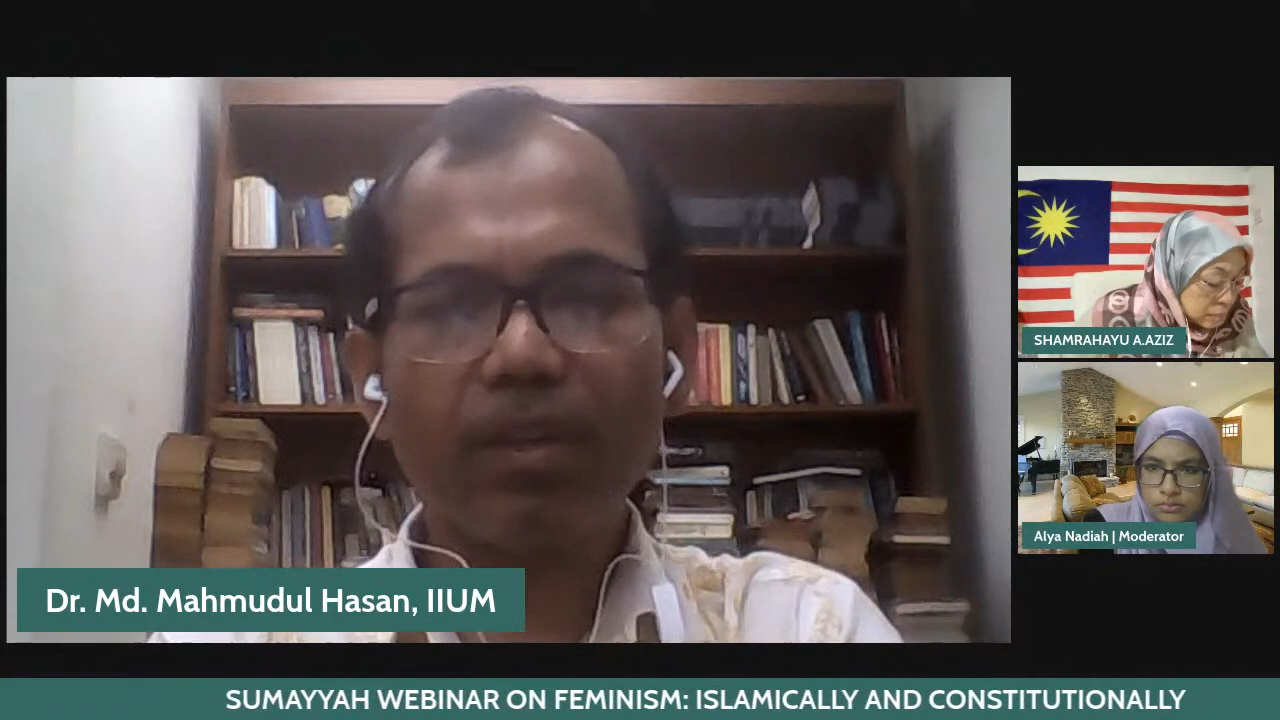 SHAMRAHAYU A.AZIZ
Alya Nadiah | Moderator
Dr. Md. Mahmudul Hasan, IIUM
SUMAYYAH WEBINAR ON FEMINISM: ISLAMICALLY AND CONSTITUTIONALLY